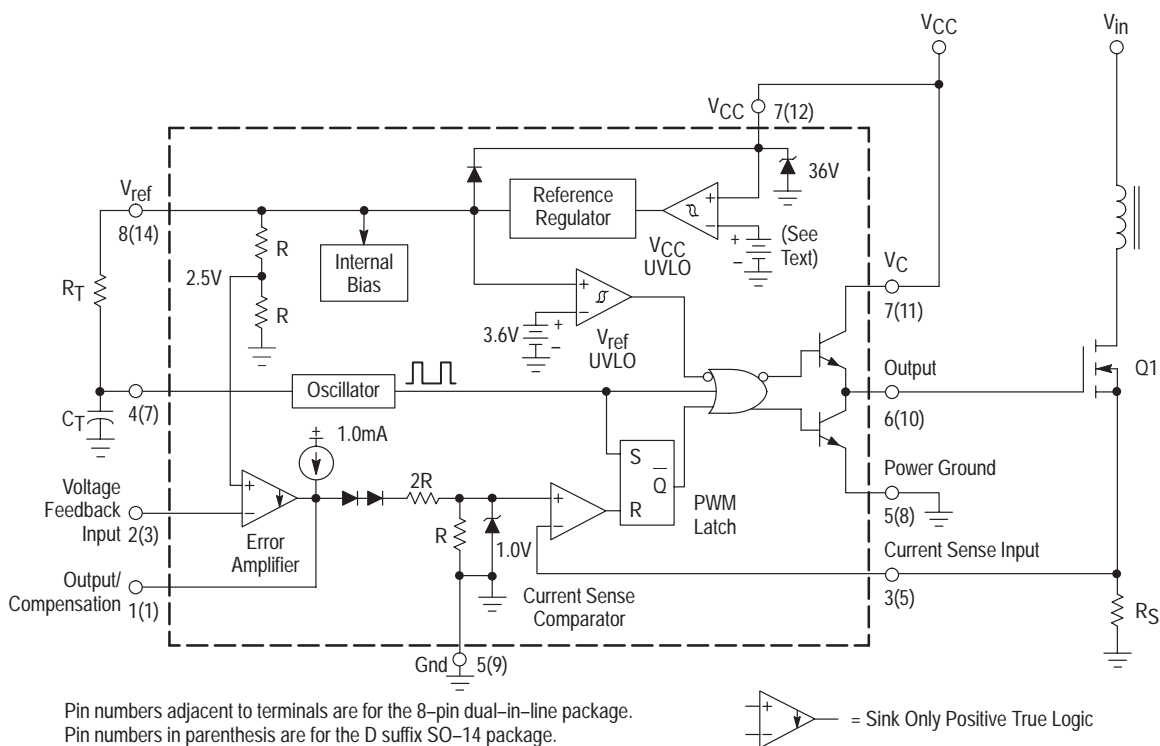 VCC
Vin
VCC 7(12)
36V
Vref
8(14)
R
Reference
Regulator
+
−
+
−
(See
Text)
VCC
UVLO
Internal
Bias
2.5V
RT
R
+
−
3.6V
+
−
Vref
UVLO
VC
7(11)
Output
6(10)
Q1
Oscillator
4(7)
CT
+
1.0mA
S
Q
R
PWM
Latch
Power Ground
5(8)
Voltage
Feedback
Input
2(3)
+
−
Error
Amplifier
2R
R
1.0V
+
−
Current Sense
Comparator
Current Sense Input
3(5)
RS
Output/
Compensation
1(1)
Gnd
5(9)
Pin numbers adjacent to terminals are for the 8–pin dual–in–line package.
Pin numbers in parenthesis are for the D suffix SO–14 package.
+
−
= Sink Only Positive True Logic